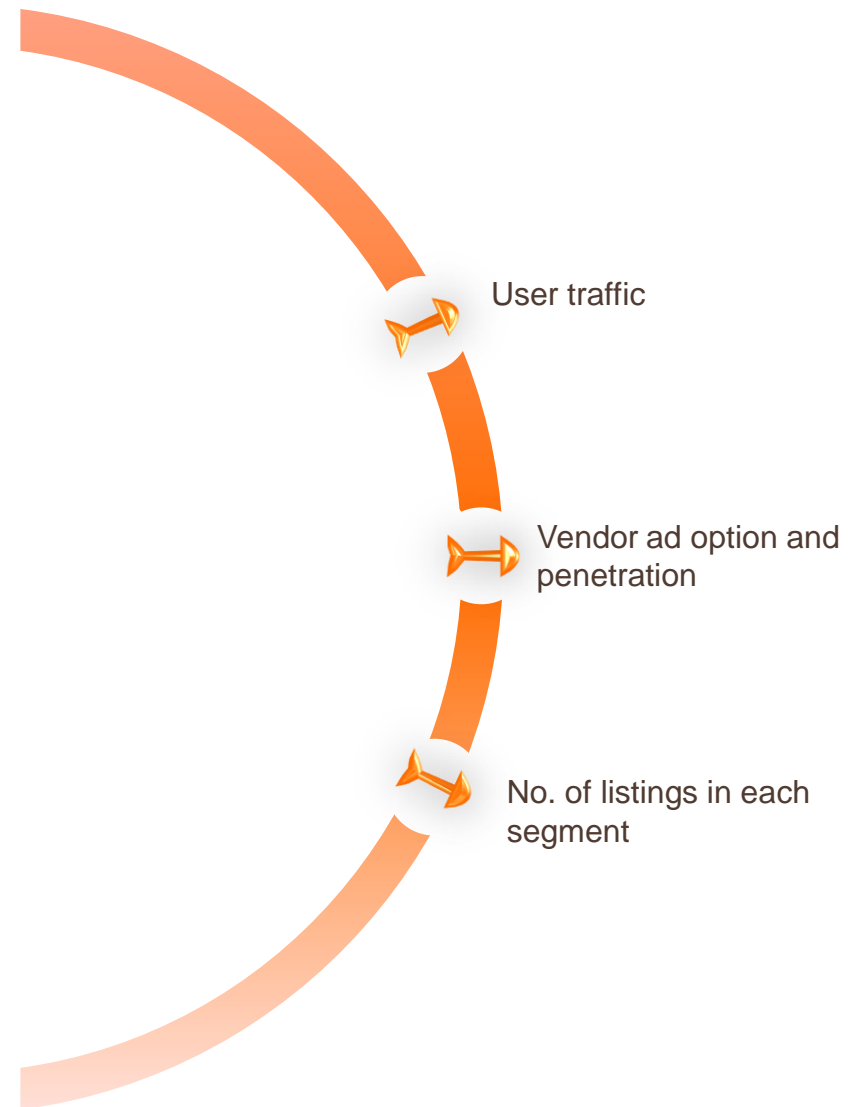 User traffic
Vendor ad option and
penetration
No. of listings in each
segment